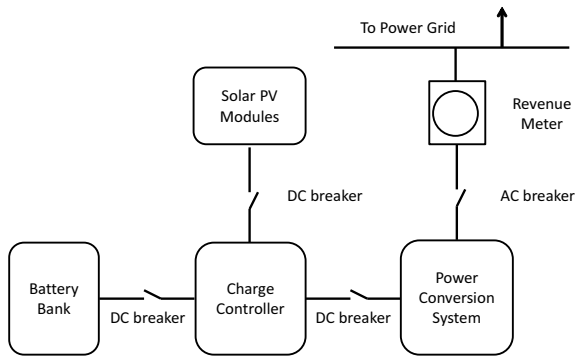 To Power Grid
Solar PV
Modules
Revenue
Meter
DC breaker
AC breaker
Battery
Bank
DC breaker
Charge
Controller
DC breaker
Power
Conversion
System